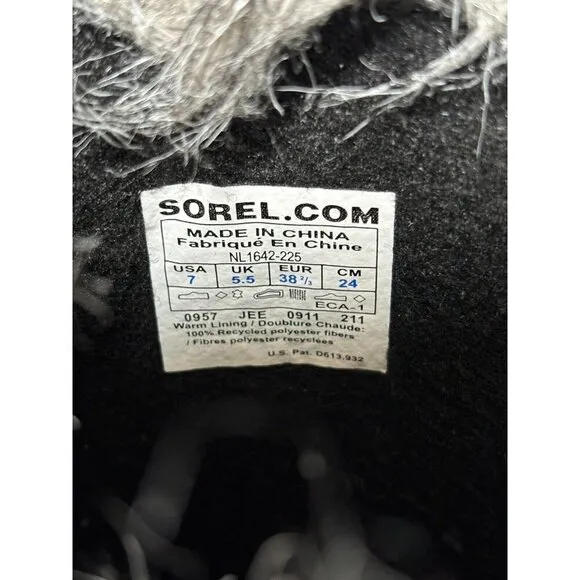 SOREL.COM
MADE IN CHINA
Fabriqué En Chine
NL1642-225
USA UK EUR CM
7 5.5 38 2/3 24
ECA-1
0957 JEE 0911 211
Warm Lining / Doublure Chaude:
100% Recycled polyester fibers
/ Fibres polyester recyclées
U.S. Pat. D613,932